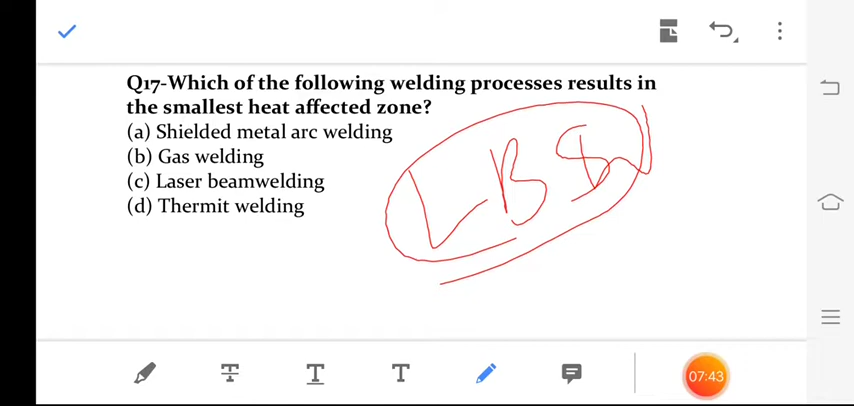 Q17-Which of the following welding processes results in
the smallest heat affected zone?
(a) Shielded metal arc welding
(b) Gas welding
(c) Laser beamwelding
(d) Thermit welding
T T T
07:43